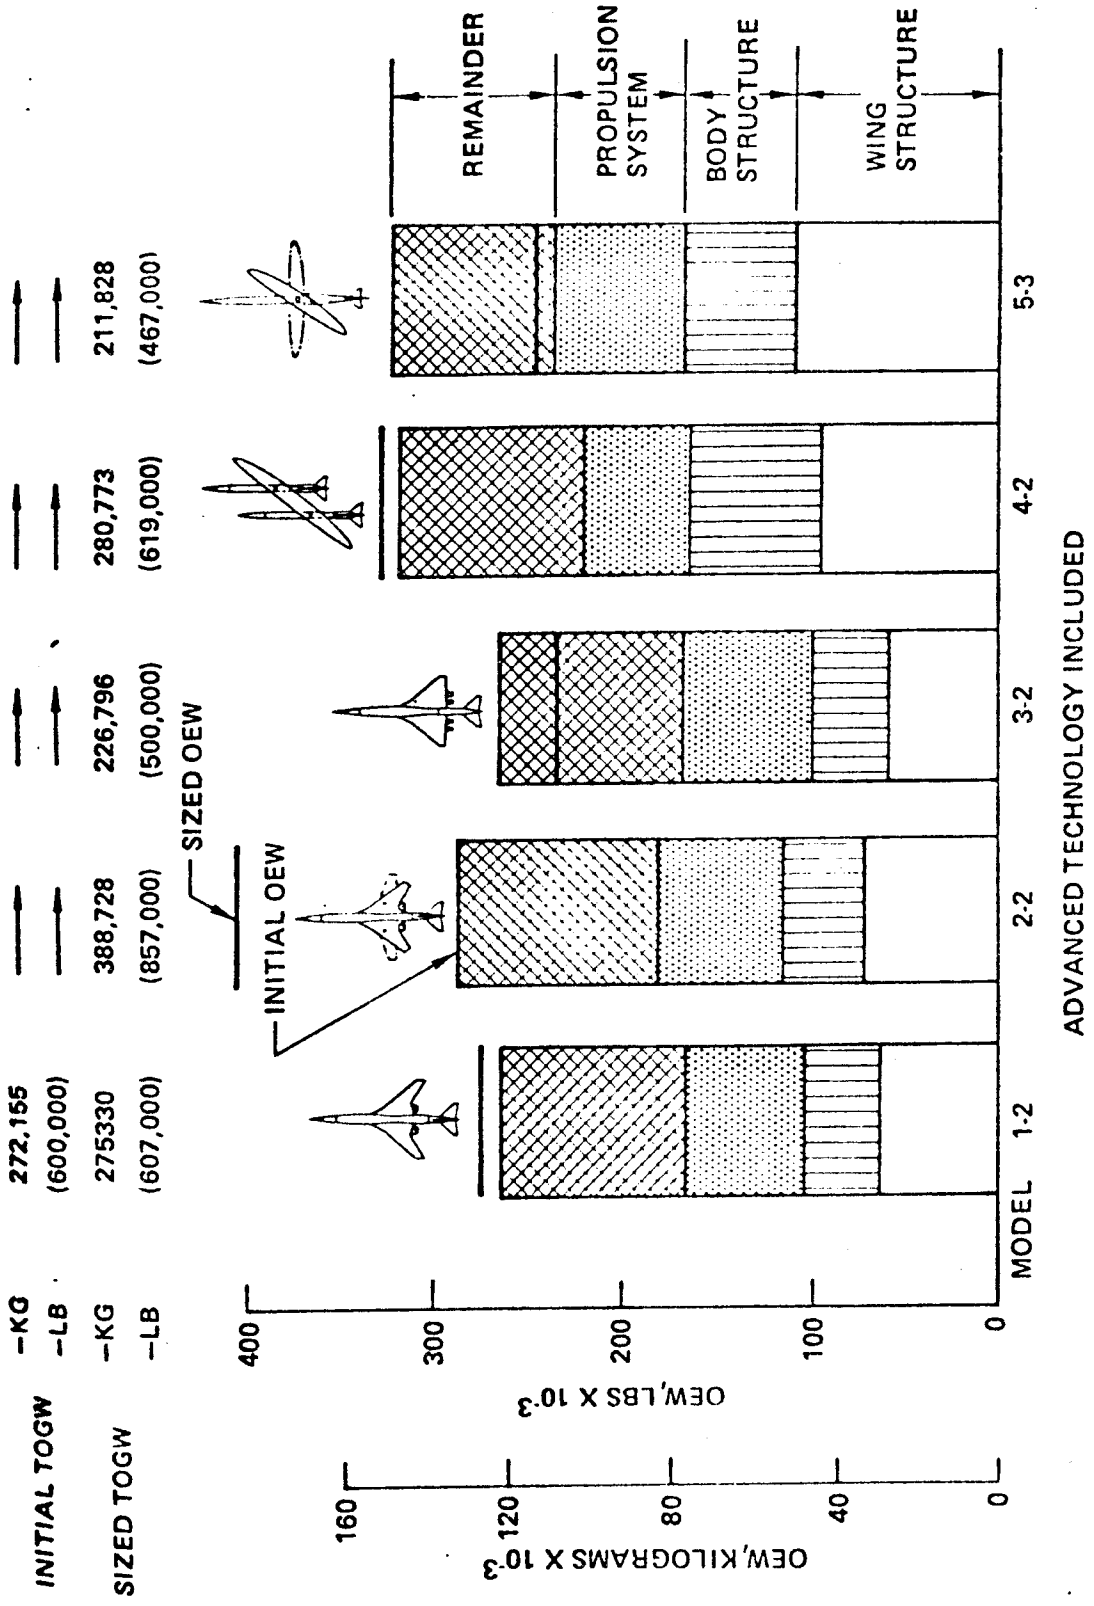 INITIAL TOGW –KG 272,155
–LB (600,000)
SIZED TOGW –KG 275330 388,728 226,796 280,773 211,828
–LB (607,000) (857,000) (500,000) (619,000) (467,000)
SIZED OEW
INITIAL OEW
REMAINDER
PROPULSION
SYSTEM
BODY
STRUCTURE
WING
STRUCTURE
OEW, KILOGRAMS X 10-3
160
120
80
40
0
OEW, LBS X 10-3
400
300
200
100
0
MODEL 1-2 2-2 3-2 4-2 5-3
ADVANCED TECHNOLOGY INCLUDED